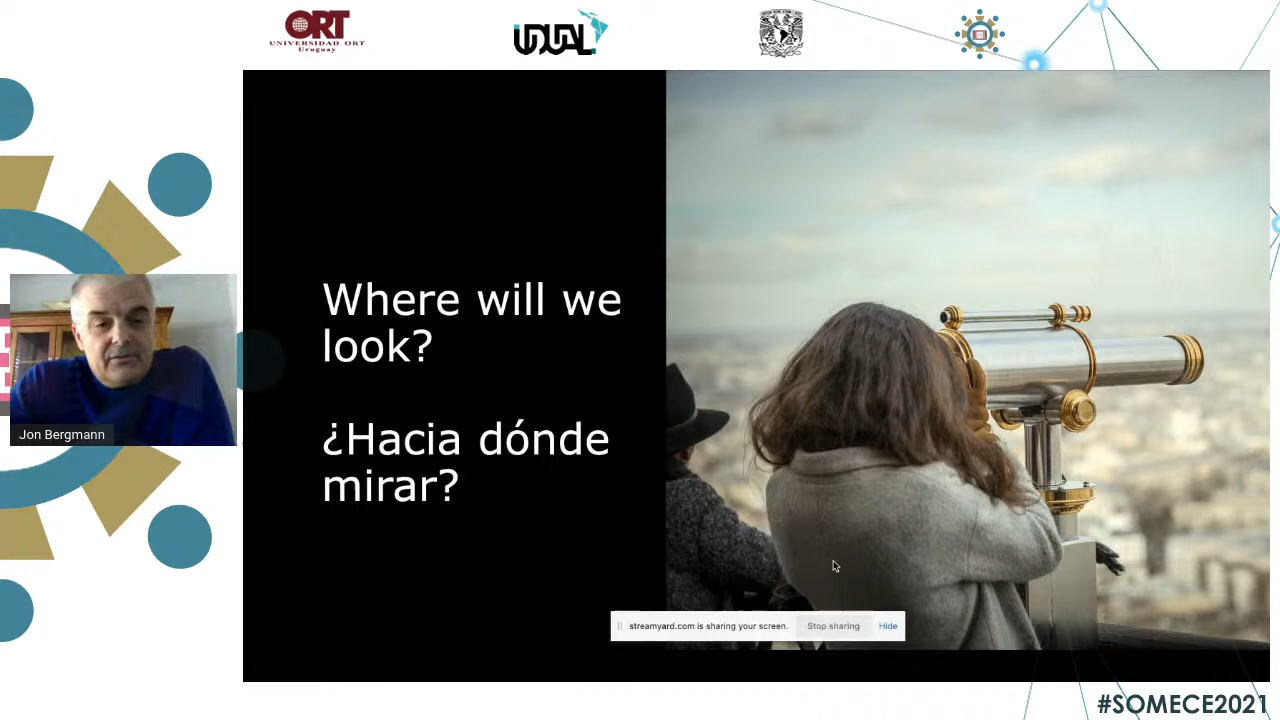 ORT
UNIVERSIDAD ORT
Uruguay
UDUAL
Where will we
look?
¿Hacia dónde
mirar?
Jon Bergmann
streamyard.com is sharing your screen.
Stop sharing
Hide
#SOMECE2021